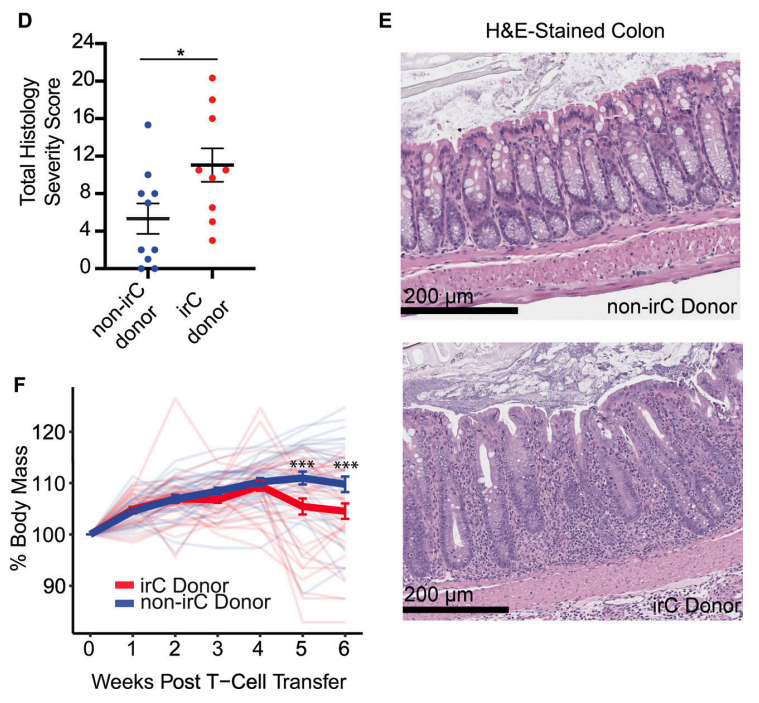 D
Total Histology
Severity Score
24
20
16
12
8
4
0
*
non-irC
donor
irC
donor
E
H&E-Stained Colon
200 µm
non-irC Donor
200 µm
irC Donor
F
% Body Mass
120
110
100
90
***
***
irC Donor
non-irC Donor
0 1 2 3 4 5 6
Weeks Post T-Cell Transfer